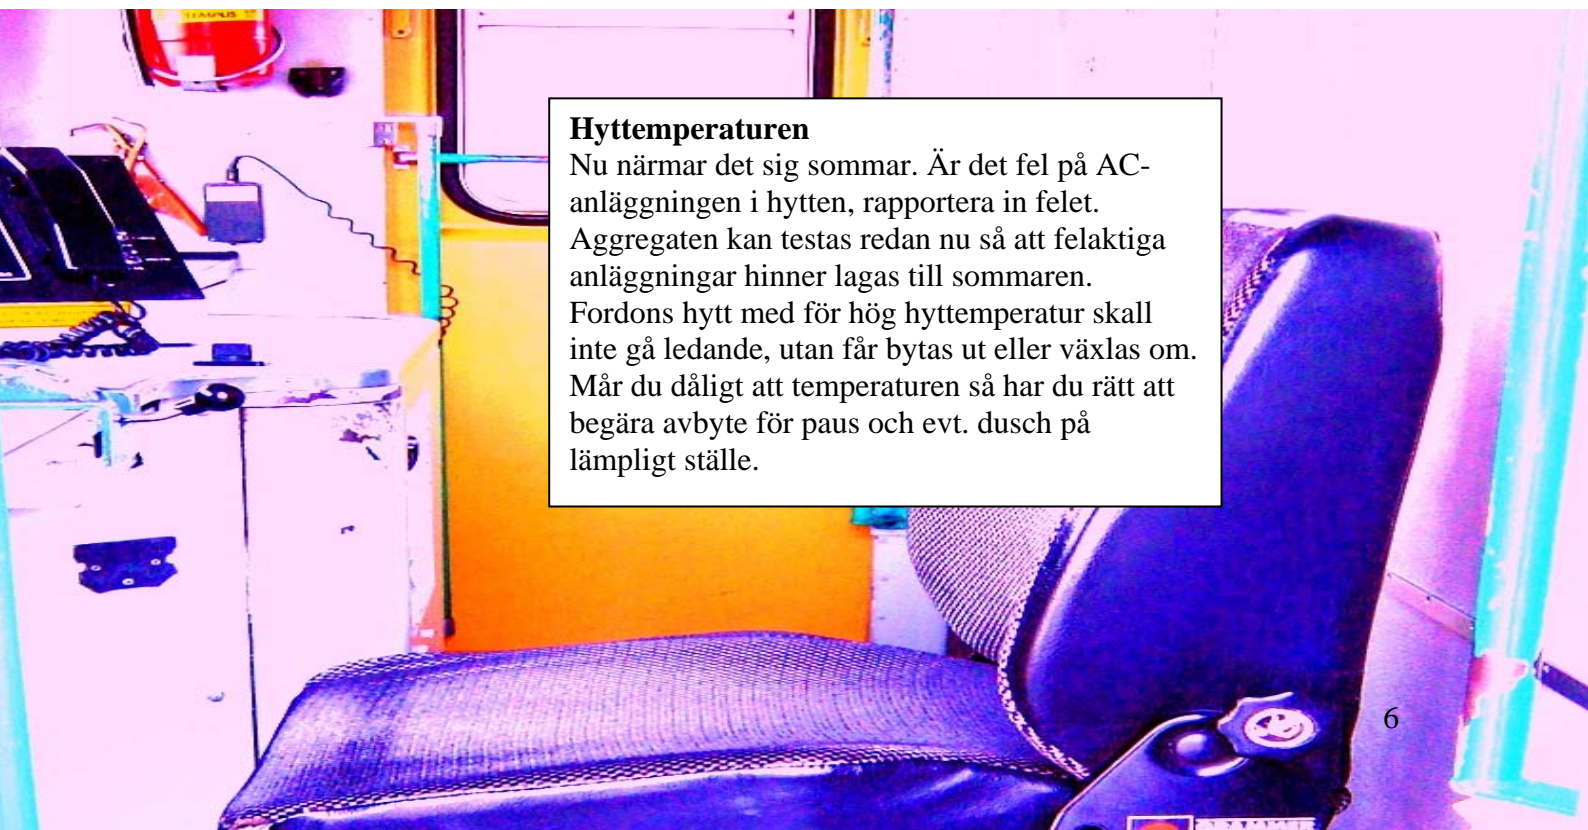 TEMPUS
Hyttemperaturen
Nu närmar det sig sommar. Är det fel på AC-
anläggningen i hytten, rapportera in felet.
Aggregaten kan testas redan nu så att felaktiga
anläggningar hinner lagas till sommaren.
Fordons hytt med för hög hyttemperatur skall
inte gå ledande, utan får bytas ut eller växlas om.
Mår du dåligt att temperaturen så har du rätt att
begära avbyte för paus och evt. dusch på
lämpligt ställe.
6